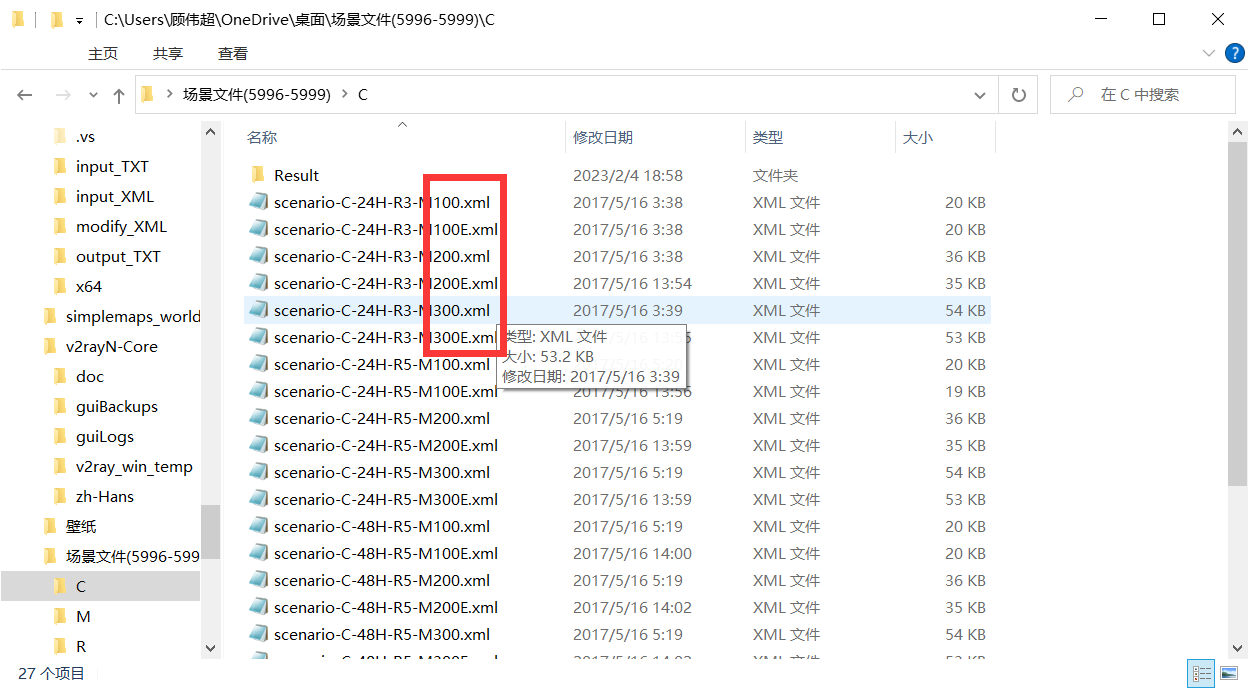 C:\Users\顾伟超\OneDrive\桌面\场景文件(5996-5999)\C
主页 共享 查看
场景文件(5996-5999) C
在 C 中搜索
.vs
input_TXT
input_XML
modify_XML
output_TXT
x64
simplemaps_world
v2rayN-Core
doc
guiBackups
guiLogs
v2ray_win_temp
zh-Hans
壁纸
场景文件(5996-599
C
M
R
名称 修改日期 类型 大小
Result 2023/2/4 18:58 文件夹
scenario-C-24H-R3-M100.xml 2017/5/16 3:38 XML 文件 20 KB
scenario-C-24H-R3-M100E.xml 2017/5/16 3:38 XML 文件 20 KB
scenario-C-24H-R3-M200.xml 2017/5/16 3:38 XML 文件 36 KB
scenario-C-24H-R3-M200E.xml 2017/5/16 13:54 XML 文件 35 KB
scenario-C-24H-R3-M300.xml 2017/5/16 3:39 XML 文件 54 KB
scenario-C-24H-R3-M300E.xml XML 文件 53 KB
scenario-C-24H-R5-M100.xml XML 文件 20 KB
scenario-C-24H-R5-M100E.xml 2017/5/16 13:56 XML 文件 19 KB
scenario-C-24H-R5-M200.xml 2017/5/16 5:19 XML 文件 36 KB
scenario-C-24H-R5-M200E.xml 2017/5/16 13:59 XML 文件 35 KB
scenario-C-24H-R5-M300.xml 2017/5/16 5:19 XML 文件 54 KB
scenario-C-24H-R5-M300E.xml 2017/5/16 13:59 XML 文件 53 KB
scenario-C-48H-R5-M100.xml 2017/5/16 5:19 XML 文件 20 KB
scenario-C-48H-R5-M100E.xml 2017/5/16 14:00 XML 文件 20 KB
scenario-C-48H-R5-M200.xml 2017/5/16 5:19 XML 文件 36 KB
scenario-C-48H-R5-M200E.xml 2017/5/16 14:02 XML 文件 35 KB
scenario-C-48H-R5-M300.xml 2017/5/16 5:19 XML 文件 54 KB
类型: XML 文件
大小: 53.2 KB
修改日期: 2017/5/16 3:39
27 个项目